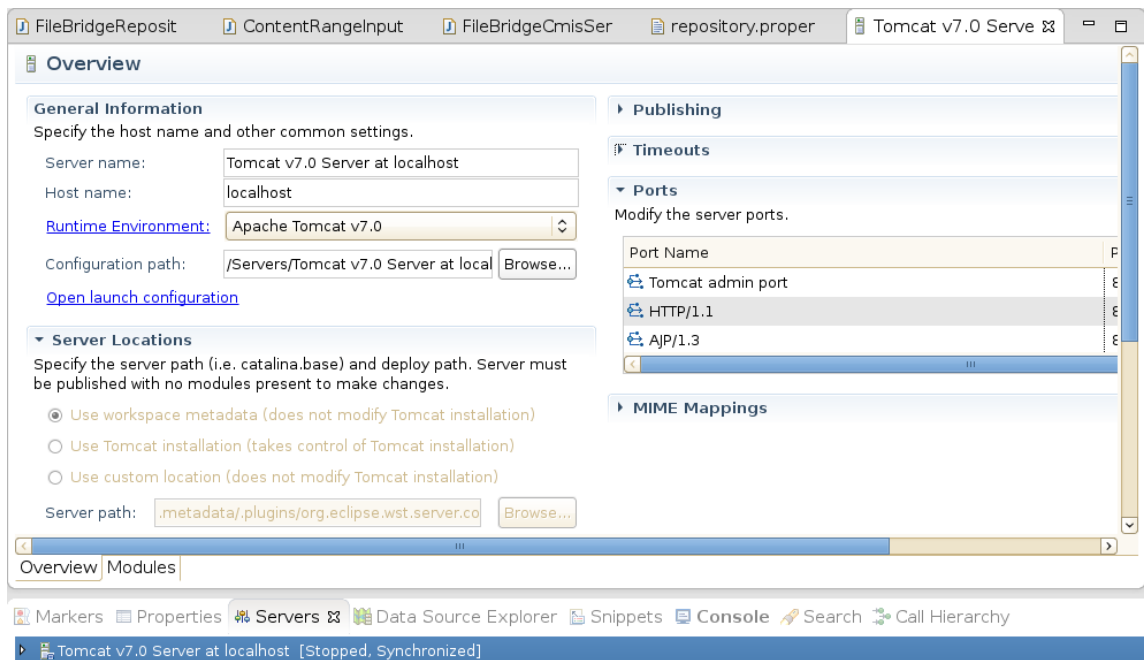 FileBridgeReposit
ContentRangeInput
FileBridgeCmisSer
repository.proper
Tomcat v7.0 Serve
Overview
General Information
Specify the host name and other common settings.
Server name: Tomcat v7.0 Server at localhost
Host name: localhost
Runtime Environment: Apache Tomcat v7.0
Configuration path: /Servers/Tomcat v7.0 Server at local Browse...
Open launch configuration
Server Locations
Specify the server path (i.e. catalina.base) and deploy path. Server must
be published with no modules present to make changes.
Use workspace metadata (does not modify Tomcat installation)
Use Tomcat installation (takes control of Tomcat installation)
Use custom location (does not modify Tomcat installation)
Server path: .metadata/.plugins/org.eclipse.wst.server.co Browse...
Publishing
Timeouts
Ports
Modify the server ports.
Port Name P
Tomcat admin port 8
HTTP/1.1 8
AJP/1.3 8
MIME Mappings
Overview Modules
Markers Properties Servers Data Source Explorer Snippets Console Search Call Hierarchy
Tomcat v7.0 Server at localhost [Stopped, Synchronized]